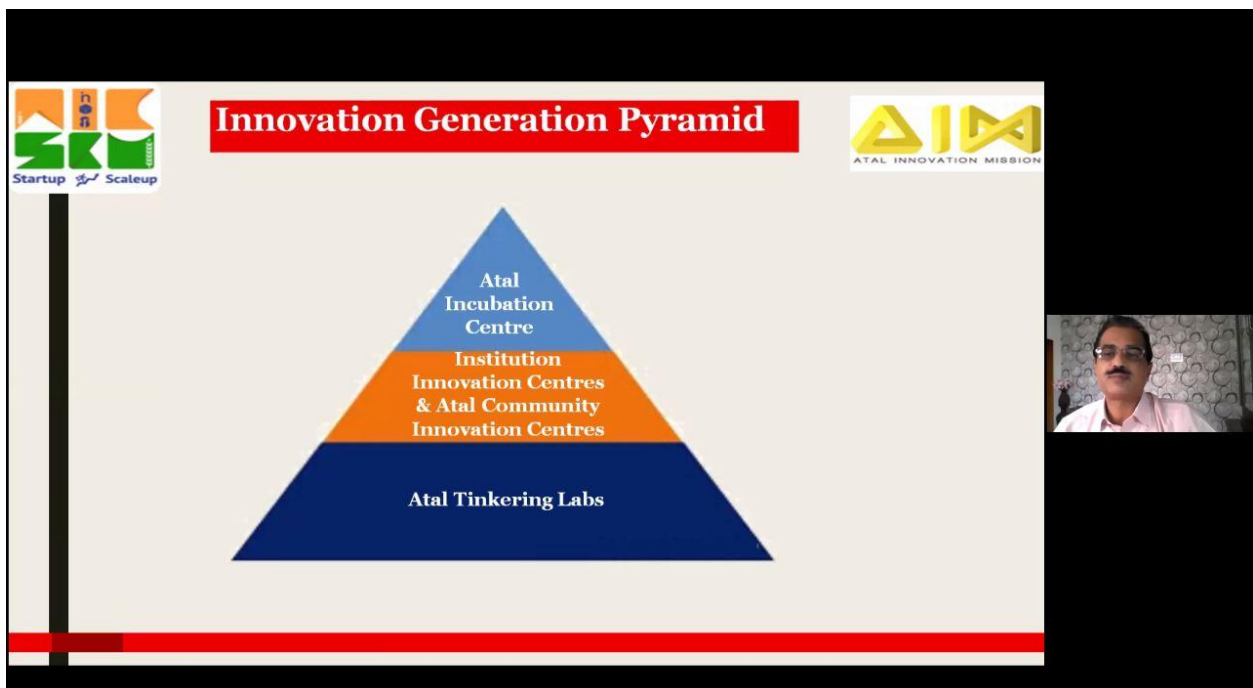 Innovation Generation Pyramid
Startup Scaleup
AIM
ATAL INNOVATION MISSION
Atal
Incubation
Centre
Institution
Innovation Centres
& Atal Community
Innovation Centres
Atal Tinkering Labs